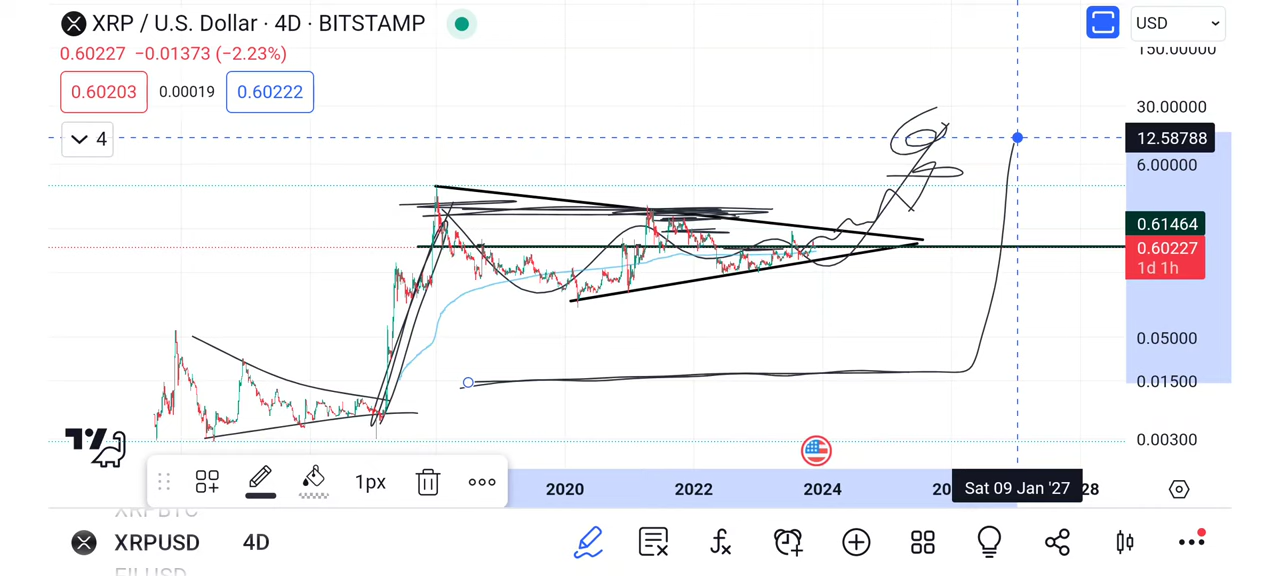 XRP / U.S. Dollar · 4D · BITSTAMP
USD
0.60227 −0.01373 (−2.23%)
150.00000
0.60203
0.00019
0.60222
30.00000
4
12.58788
6.00000
0.61464
0.60227
1d 1h
0.05000
0.01500
0.00300
1px
2020
2022
2024
20
Sat 09 Jan '27
28
XRPBTC
XRPUSD 4D
FILUSD